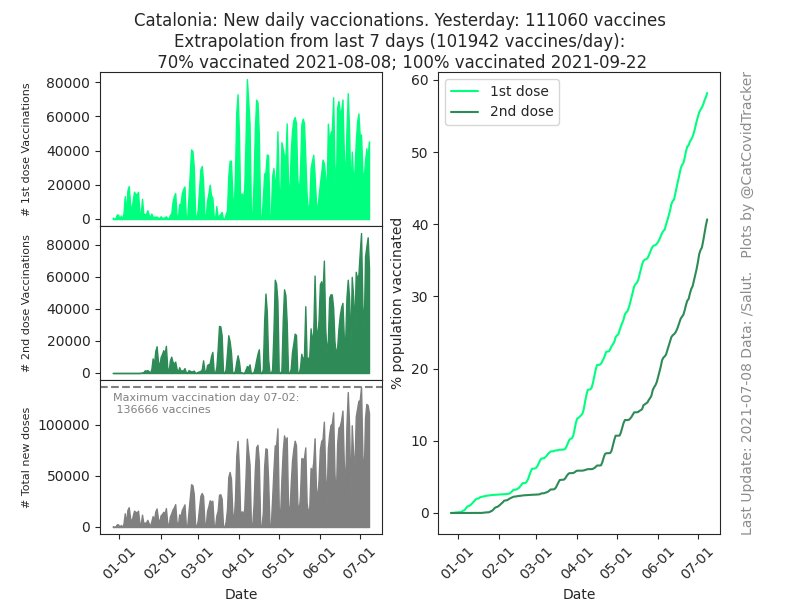 Catalonia: New daily vaccionations. Yesterday: 111060 vaccines
Extrapolation from last 7 days (101942 vaccines/day):
70% vaccinated 2021-08-08; 100% vaccinated 2021-09-22
# 1st dose Vaccinations
80000
60000
40000
20000
0
# 2nd dose Vaccinations
80000
60000
40000
20000
0
# Total new doses
Maximum vaccination day 07-02:
136666 vaccines
100000
50000
0
01-01
02-01
03-01
04-01
05-01
06-01
07-01
Date
% population vaccinated
1st dose
2nd dose
60
50
40
30
20
10
0
01-01
02-01
03-01
04-01
05-01
06-01
07-01
Date
Last Update: 2021-07-08 Data: /Salut. Plots by @CatCovidTracker